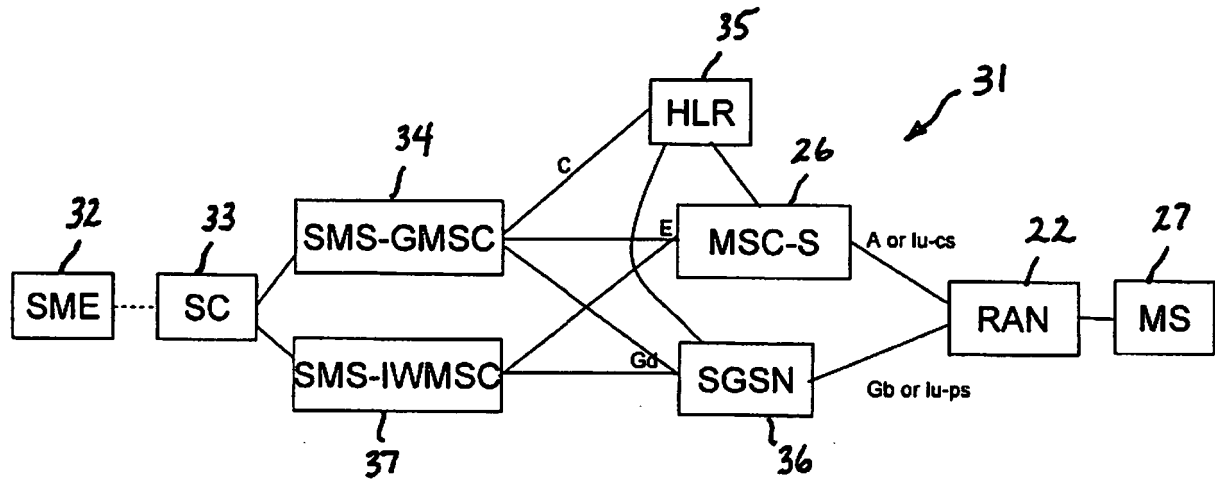 35
31
HLR
34
C
26
32
33
SMS-GMSC
E
MSC-S
A or Iu-cs
22
27
SME
SC
RAN
MS
SMS-IWMSC
Gd
SGSN
Gb or Iu-ps
37
36